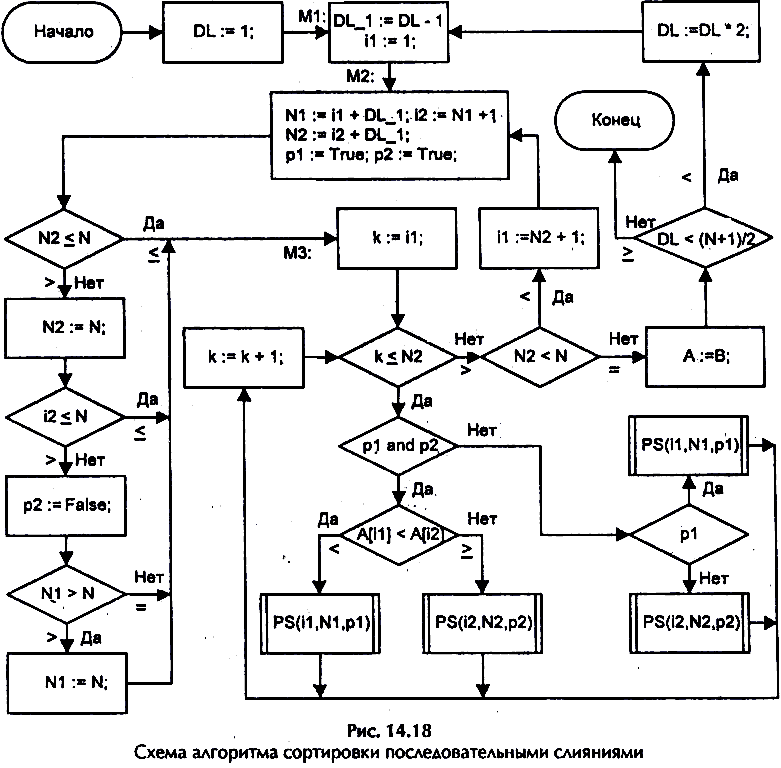 Начало
DL := 1;
M1:
DL_1 := DL - 1
i1 := 1;
DL :=DL * 2;
M2:
N1 := i1 + DL_1; i2 := N1 +1
N2 := i2 + DL_1;
p1 := True; p2 := True;
Конец
< Да
N2 ≤ N
Да
≤
M3:
k := i1;
i1 :=N2 + 1;
Нет
≥
DL < (N+1)/2
> Нет
< Да
N2 := N;
k := k + 1;
k ≤ N2
Нет
>
N2 < N
Нет
=
A :=B;
i2 ≤ N
Да
≤
Да
> Нет
p1 and p2
Нет
PS(i1,N1,p1)
p2 := False;
Да
Да
Да
<
A[i1} < A[i2]
Нет
≥
p1
N1 > N
Нет
=
Нет
> Да
PS(i1,N1,p1)
PS(i2,N2,p2)
PS(i2,N2,p2)
N1 := N;
Рис. 14.18
Схема алгоритма сортировки последовательными слияниями